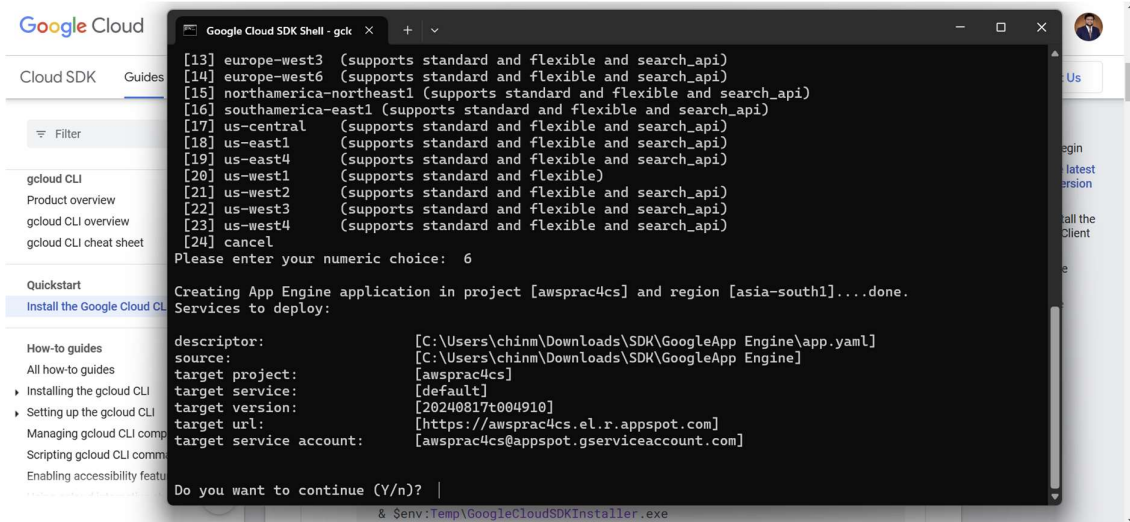 Google Cloud
Cloud SDK
Guides
Us
Filter
gcloud CLI
Product overview
gcloud CLI overview
gcloud CLI cheat sheet
Quickstart
Install the Google Cloud CL
How-to guides
All how-to guides
Installing the gcloud CLI
Setting up the gcloud CLI
Managing gcloud CLI comp
Scripting gcloud CLI comma
Enabling accessibility featu
Google Cloud SDK Shell - gclc
[13] europe-west3 (supports standard and flexible and search_api)
[14] europe-west6 (supports standard and flexible and search_api)
[15] northamerica-northeast1 (supports standard and flexible and search_api)
[16] southamerica-east1 (supports standard and flexible and search_api)
[17] us-central (supports standard and flexible and search_api)
[18] us-east1 (supports standard and flexible and search_api)
[19] us-east4 (supports standard and flexible and search_api)
[20] us-west1 (supports standard and flexible)
[21] us-west2 (supports standard and flexible and search_api)
[22] us-west3 (supports standard and flexible and search_api)
[23] us-west4 (supports standard and flexible and search_api)
[24] cancel
Please enter your numeric choice: 6
Creating App Engine application in project [awsprac4cs] and region [asia-south1]....done.
Services to deploy:
descriptor: [C:\Users\chinm\Downloads\SDK\GoogleApp Engine\app.yaml]
source: [C:\Users\chinm\Downloads\SDK\GoogleApp Engine]
target project: [awsprac4cs]
target service: [default]
target version: [20240817t004910]
target url: [https://awsprac4cs.el.r.appspot.com]
target service account: [awsprac4cs@appspot.gserviceaccount.com]
Do you want to continue (Y/n)?
& $env:Temp\GoogleCloudSDKInstaller.exe
egin
latest
ersion
tall the
Client
e